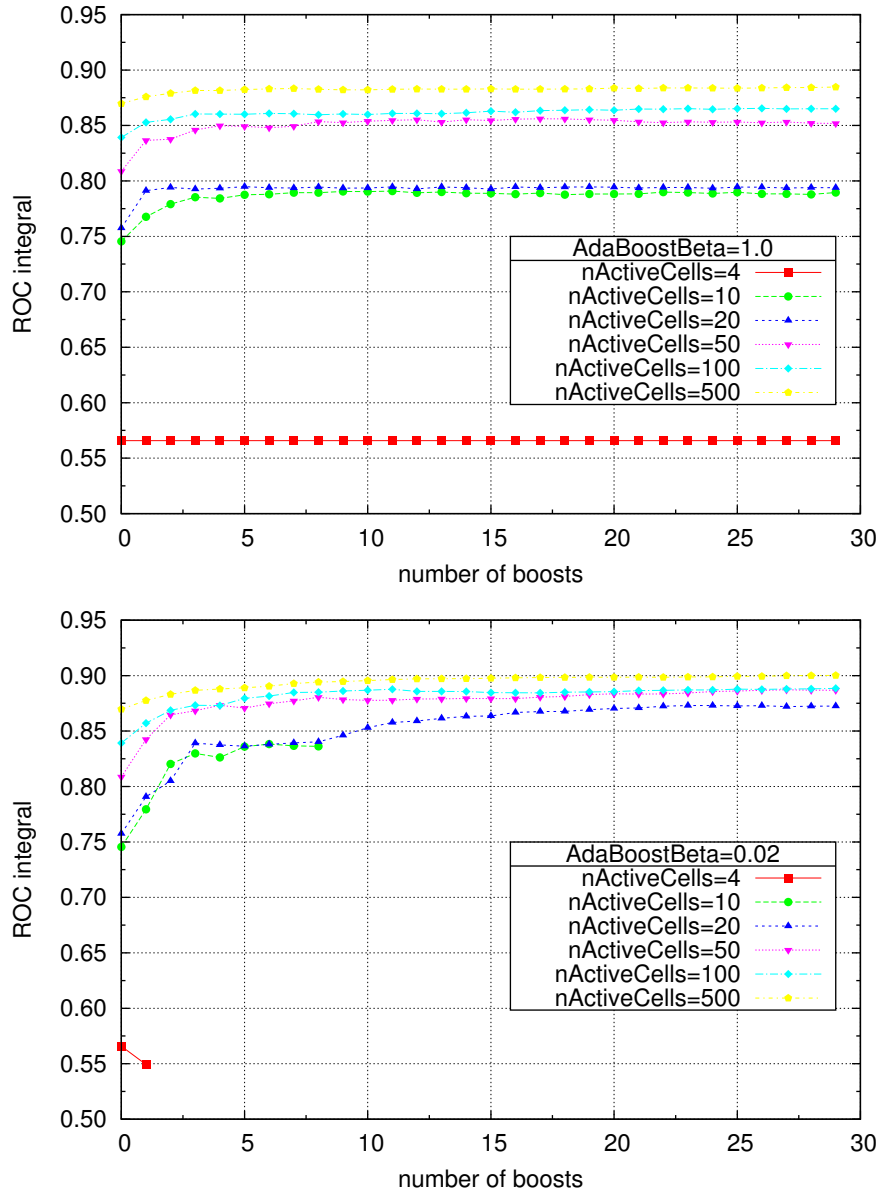 0.95
0.90
0.85
0.80
0.75
0.70
0.65
0.60
0.55
0.50
ROC integral
AdaBoostBeta=1.0
nActiveCells=4
nActiveCells=10
nActiveCells=20
nActiveCells=50
nActiveCells=100
nActiveCells=500
0 5 10 15 20 25 30
number of boosts
0.95
0.90
0.85
0.80
0.75
0.70
0.65
0.60
0.55
0.50
ROC integral
AdaBoostBeta=0.02
nActiveCells=4
nActiveCells=10
nActiveCells=20
nActiveCells=50
nActiveCells=100
nActiveCells=500
0 5 10 15 20 25 30
number of boosts